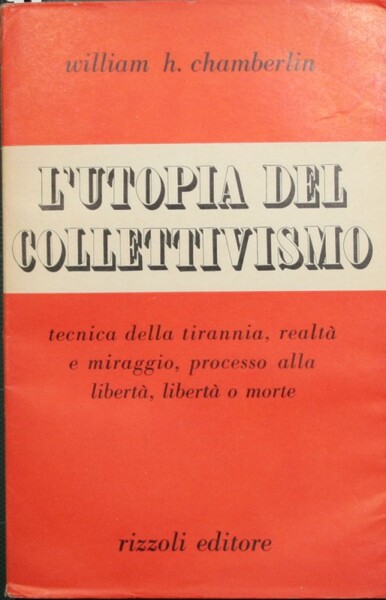 william h. chamberlin
L'UTOPIA DEL
COLLETTIVISMO
tecnica della tirannia, realtà
e miraggio, processo alla
libertà, libertà o morte
rizzoli editore